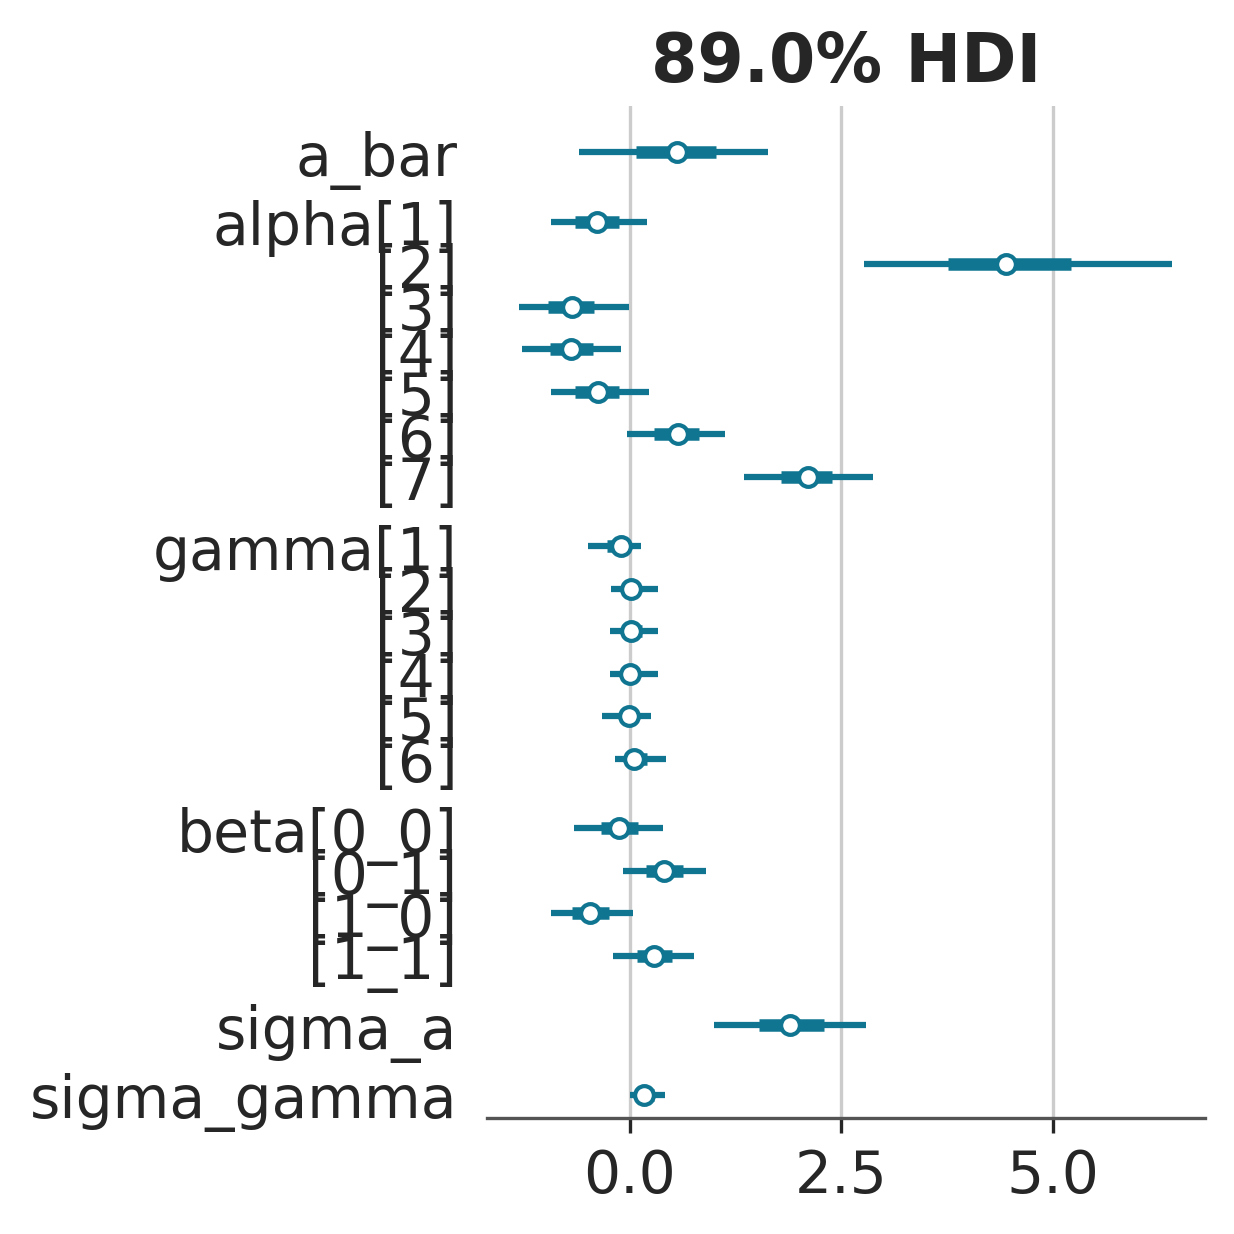 89.0% HDI
a_bar
alpha[1]
[2]
[3]
[4]
[5]
[6]
[7]
gamma[1]
[2]
[3]
[4]
[5]
[6]
beta[0_0]
[0_1]
[1_0]
[1_1]
sigma_a
sigma_gamma
0.0 2.5 5.0